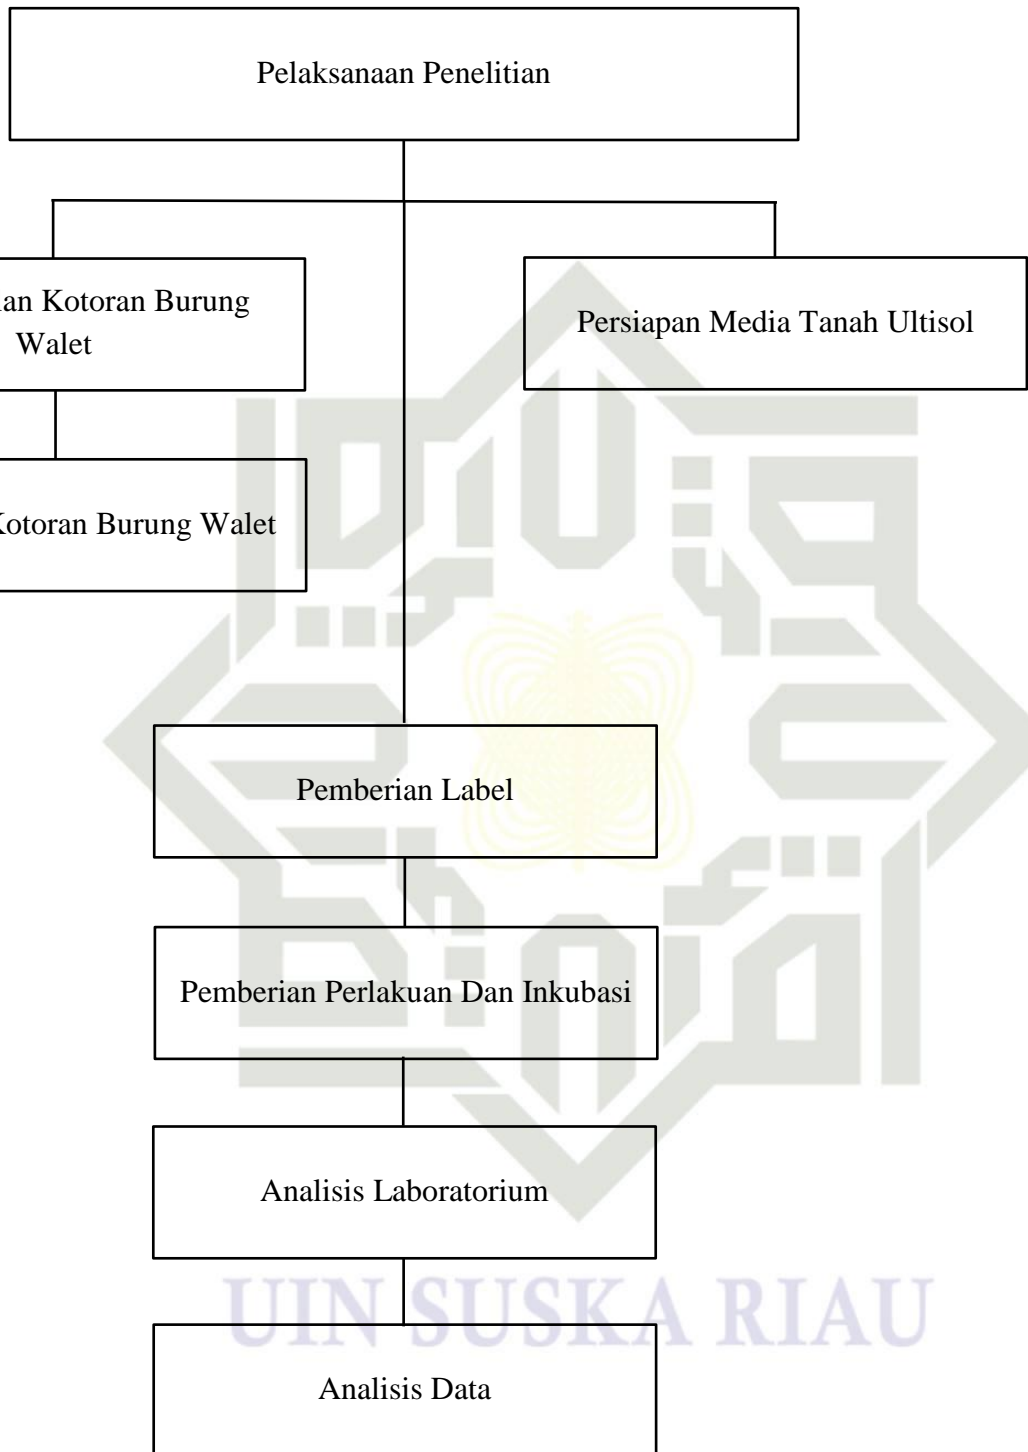 Pelaksanaan Penelitian
Kotoran Burung
Walet
Persiapan Media Tanah Ultisol
Kotoran Burung Walet
Pemberian Label
Pemberian Perlakuan Dan Inkubasi
Analisis Laboratorium
UIN SUSKA RIAU
Analisis Data